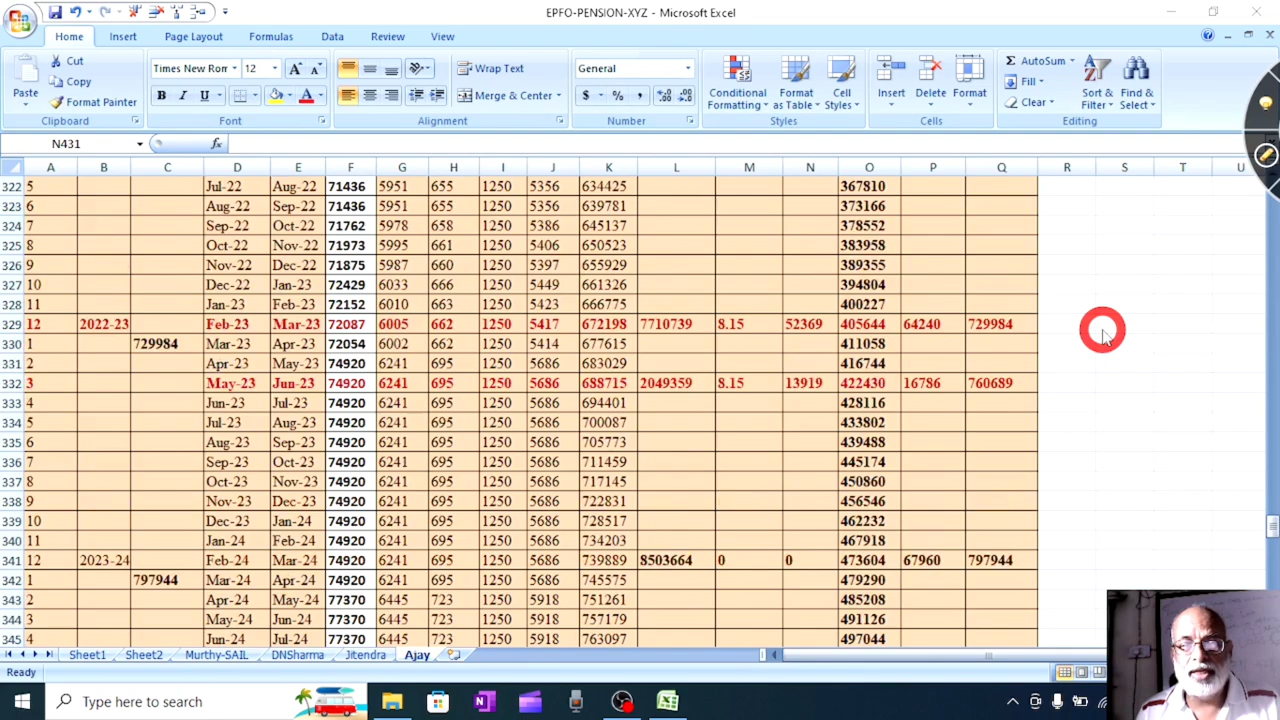 EPFO-PENSION-XYZ - Microsoft Excel
Home Insert Page Layout Formulas Data Review View
Paste Cut Copy Format Painter Clipboard
Times New Ron 12 B I U Font
Wrap Text Merge & Center Alignment
General $ % , Number
Conditional Formatting Format as Table Cell Styles Styles
Insert Delete Format Cells
AutoSum Fill Clear Sort & Filter Find & Select Editing
N431 fx
A B C D E F G H I J K L M N O P Q R S T U
322 5 Jul-22 Aug-22 71436 5951 655 1250 5356 634425 367810
323 6 Aug-22 Sep-22 71436 5951 655 1250 5356 639781 373166
324 7 Sep-22 Oct-22 71762 5978 658 1250 5386 645137 378552
325 8 Oct-22 Nov-22 71973 5995 661 1250 5406 650523 383958
326 9 Nov-22 Dec-22 71875 5987 660 1250 5397 655929 389355
327 10 Dec-22 Jan-23 72429 6033 666 1250 5449 661326 394804
328 11 Jan-23 Feb-23 72152 6010 663 1250 5423 666775 400227
329 12 2022-23 Feb-23 Mar-23 72087 6005 662 1250 5417 672198 7710739 8.15 52369 405644 64240 729984
330 1 729984 Mar-23 Apr-23 72054 6002 662 1250 5414 677615 411058
331 2 Apr-23 May-23 74920 6241 695 1250 5686 683029 416744
332 3 May-23 Jun-23 74920 6241 695 1250 5686 688715 2049359 8.15 13919 422430 16786 760689
333 4 Jun-23 Jul-23 74920 6241 695 1250 5686 694401 428116
334 5 Jul-23 Aug-23 74920 6241 695 1250 5686 700087 433802
335 6 Aug-23 Sep-23 74920 6241 695 1250 5686 705773 439488
336 7 Sep-23 Oct-23 74920 6241 695 1250 5686 711459 445174
337 8 Oct-23 Nov-23 74920 6241 695 1250 5686 717145 450860
338 9 Nov-23 Dec-23 74920 6241 695 1250 5686 722831 456546
339 10 Dec-23 Jan-24 74920 6241 695 1250 5686 728517 462232
340 11 Jan-24 Feb-24 74920 6241 695 1250 5686 734203 467918
341 12 2023-24 Feb-24 Mar-24 74920 6241 695 1250 5686 739889 8503664 0 0 473604 67960 797944
342 1 797944 Mar-24 Apr-24 74920 6241 695 1250 5686 745575 479290
343 2 Apr-24 May-24 77370 6445 723 1250 5918 751261 485208
344 3 May-24 Jun-24 77370 6445 723 1250 5918 757179 491126
345 4 Jun-24 Jul-24 77370 6445 723 1250 5918 763097 497044
Sheet1 Sheet2 Murthy-SAIL DNSharma Jitendra Ajay
Ready
Type here to search